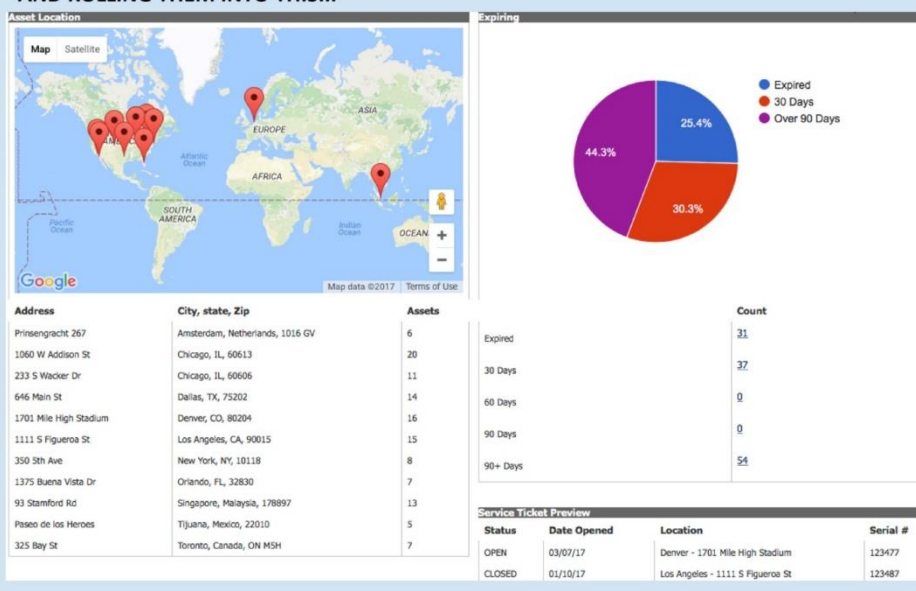 Asset Location
Map Satellite
ASIA
EUROPE
Atlantic
Ocean
AFRICA
SOUTH
AMERICA
Pacific
Ocean
Indian
Ocean
OCEAN
+
−
Google
Map data ©2017 Terms of Use
Address City, state, Zip Assets
Prinsengracht 267 Amsterdam, Netherlands, 1016 GV 6
1060 W Addison St Chicago, IL, 60613 20
233 S Wacker Dr Chicago, IL, 60606 11
646 Main St Dallas, TX, 75202 14
1701 Mile High Stadium Denver, CO, 80204 16
1111 S Figueroa St Los Angeles, CA, 90015 15
350 5th Ave New York, NY, 10118 8
1375 Buena Vista Dr Orlando, FL, 32830 7
93 Stamford Rd Singapore, Malaysia, 178897 13
Paseo de los Heroes Tijuana, Mexico, 22010 5
325 Bay St Toronto, Canada, ON M5H 7
Expiring
Expired
30 Days
Over 90 Days
25.4%
44.3%
30.3%
Count
Expired 31
30 Days 37
60 Days 0
90 Days 0
90+ Days 54
Service Ticket Preview
Status Date Opened Location Serial #
OPEN 03/07/17 Denver - 1701 Mile High Stadium 123477
CLOSED 01/10/17 Los Angeles - 1111 S Figueroa St 123487